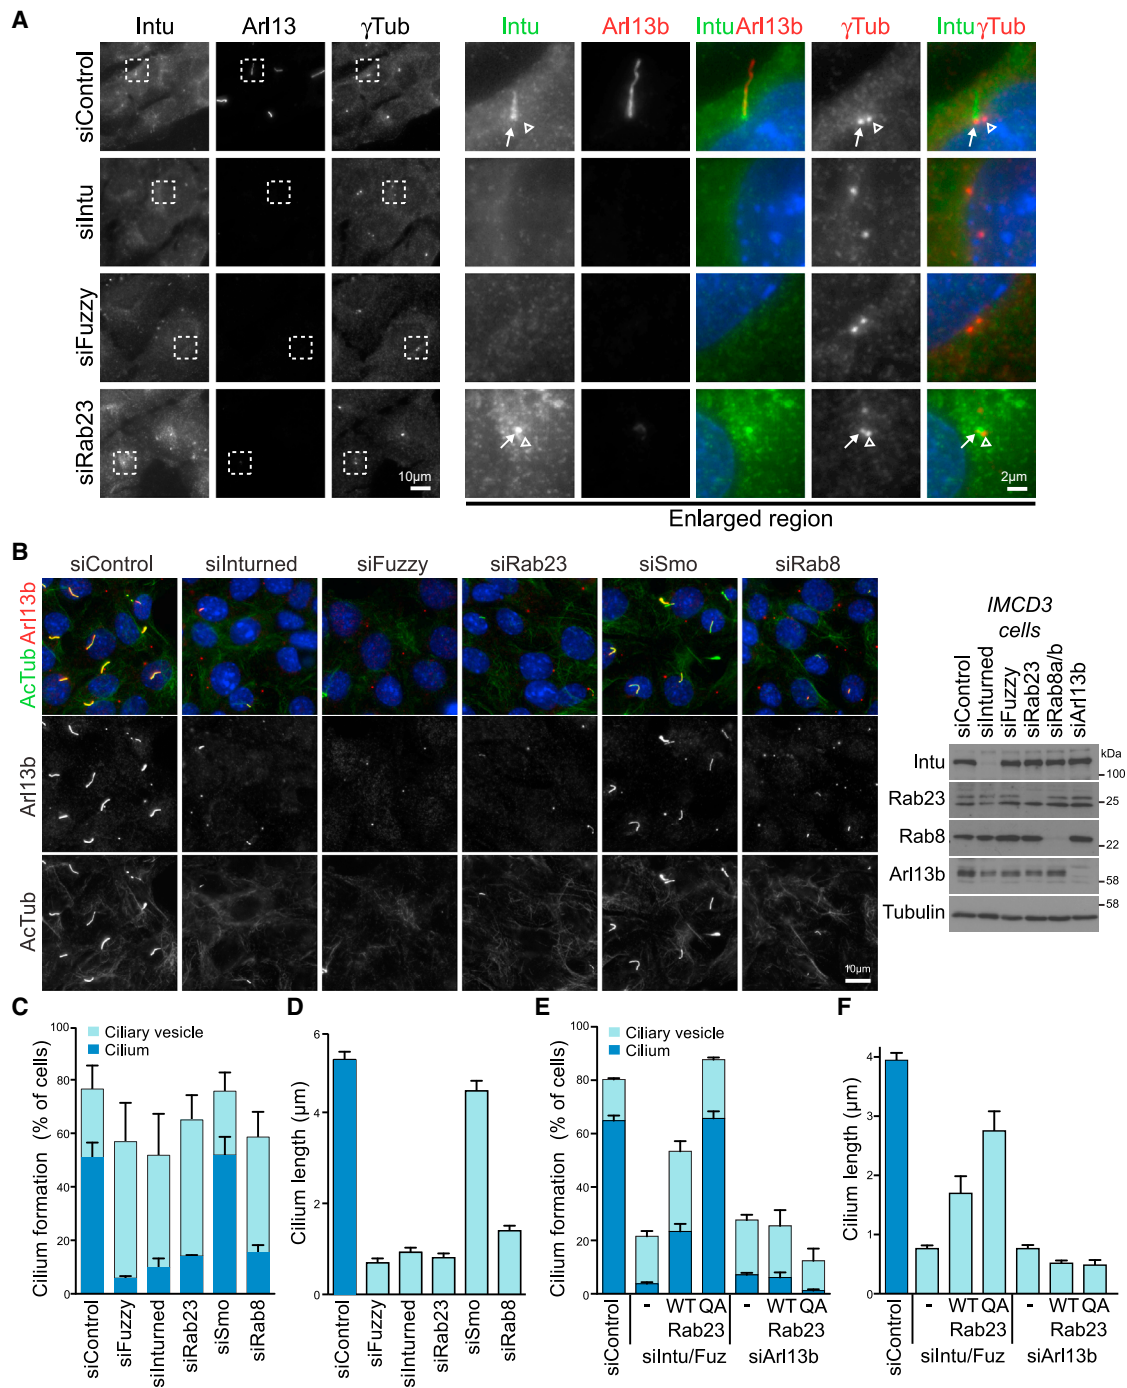 A
Intu Arl13 γTub Intu Arl13b IntuArl13b γTub IntuγTub
siControl
siIntu
siFuzzy
siRab23
10µm
2µm
Enlarged region
B
siControl siInturned siFuzzy siRab23 siSmo siRab8
AcTub Arl13b
Arl13b
AcTub
10µm
IMCD3
cells
siControl
siInturned
siFuzzy
siRab23
siRab8a/b
siArl13b
kDa
Intu
100
Rab23
25
Rab8
22
Arl13b
58
58
Tubulin
C
Cilium formation (% of cells)
100
80
60
40
20
0
Ciliary vesicle
Cilium
siControl
siFuzzy
siInturned
siRab23
siSmo
siRab8
D
Cilium length (µm)
6
4
2
0
siControl
siFuzzy
siInturned
siRab23
siSmo
siRab8
E
Cilium formation (% of cells)
100
80
60
40
20
0
Ciliary vesicle
Cilium
siControl
- WT QA - WT QA
Rab23 Rab23
siIntu/Fuz siArl13b
F
Cilium length (µm)
4
3
2
1
0
siControl
- WT QA - WT QA
Rab23 Rab23
siIntu/Fuz siArl13b